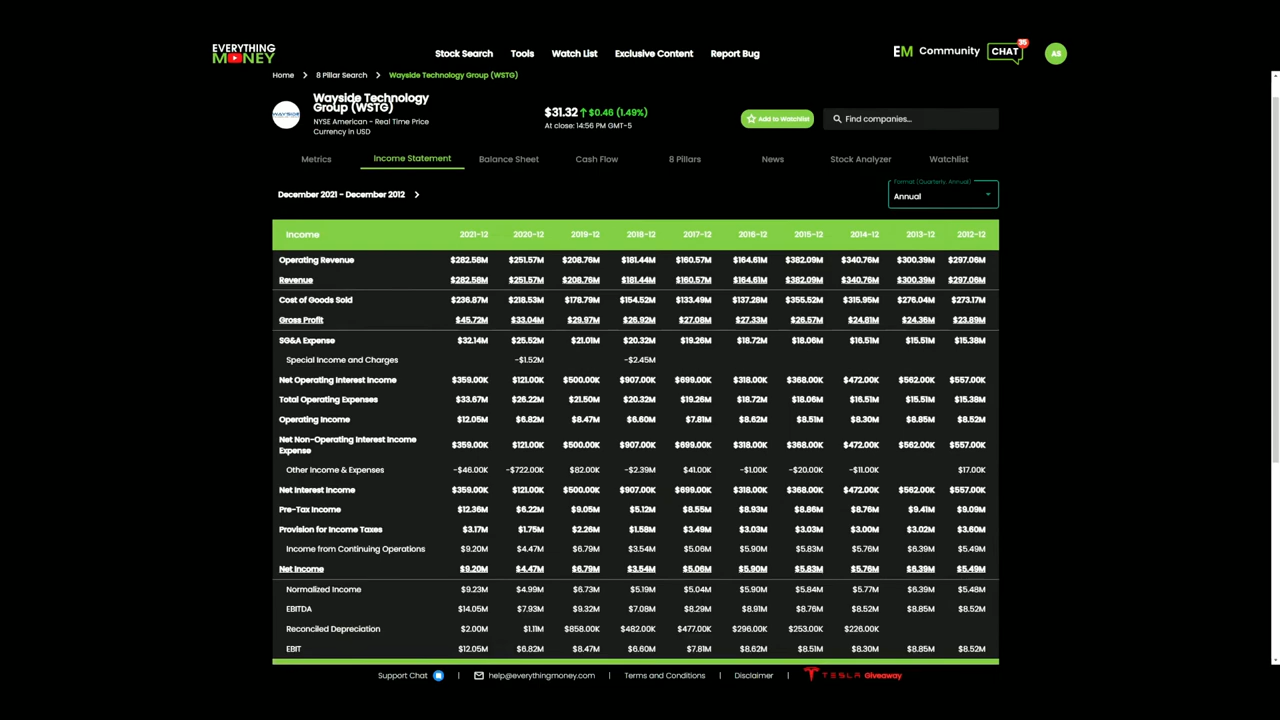 EVERYTHING
MONEY
Stock Search Tools Watch List Exclusive Content Report Bug
EM Community CHAT 35 AS
Home > 8 Pillar Search > Wayside Technology Group (WSTG)
WAYSIDE
Wayside Technology
Group (WSTG)
NYSE American - Real Time Price
Currency in USD
$31.32 ↑ $0.46 (1.49%)
At close: 14:56 PM GMT-5
Add to Watchlist
Find companies...
Metrics Income Statement Balance Sheet Cash Flow 8 Pillars News Stock Analyzer Watchlist
December 2021 - December 2012 >
Format (Quarterly, Annual)
Annual
Income 2021-12 2020-12 2019-12 2018-12 2017-12 2016-12 2015-12 2014-12 2013-12 2012-12
Operating Revenue $282.58M $251.57M $208.76M $181.44M $160.57M $164.61M $382.09M $340.76M $300.39M $297.06M
Revenue $282.58M $251.57M $208.76M $181.44M $160.57M $164.61M $382.09M $340.76M $300.39M $297.06M
Cost of Goods Sold $236.87M $218.53M $178.79M $154.52M $133.49M $137.28M $355.52M $315.95M $276.04M $273.17M
Gross Profit $45.72M $33.04M $29.97M $26.92M $27.08M $27.33M $26.57M $24.81M $24.36M $23.89M
SG&A Expense $32.14M $25.52M $21.01M $20.32M $19.26M $18.72M $18.06M $16.51M $15.51M $15.38M
Special Income and Charges -$1.52M -$2.45M
Net Operating Interest Income $359.00K $121.00K $500.00K $907.00K $699.00K $318.00K $368.00K $472.00K $562.00K $557.00K
Total Operating Expenses $33.67M $26.22M $21.50M $20.32M $19.26M $18.72M $18.06M $16.51M $15.51M $15.38M
Operating Income $12.05M $6.82M $8.47M $6.60M $7.81M $8.62M $8.51M $8.30M $8.85M $8.52M
Net Non-Operating Interest Income
Expense $359.00K $121.00K $500.00K $907.00K $699.00K $318.00K $368.00K $472.00K $562.00K $557.00K
Other Income & Expenses -$46.00K -$722.00K $82.00K -$2.39M $41.00K -$1.00K -$20.00K -$11.00K $17.00K
Net Interest Income $359.00K $121.00K $500.00K $907.00K $699.00K $318.00K $368.00K $472.00K $562.00K $557.00K
Pre-Tax Income $12.36M $6.22M $9.05M $5.12M $8.55M $8.93M $8.86M $8.76M $9.41M $9.09M
Provision for Income Taxes $3.17M $1.75M $2.26M $1.58M $3.49M $3.03M $3.03M $3.00M $3.02M $3.60M
Income from Continuing Operations $9.20M $4.47M $6.79M $3.54M $5.06M $5.90M $5.83M $5.76M $6.39M $5.49M
Net Income $9.20M $4.47M $6.79M $3.54M $5.06M $5.90M $5.83M $5.76M $6.39M $5.49M
Normalized Income $9.23M $4.99M $6.73M $5.19M $5.04M $5.90M $5.84M $5.77M $6.39M $5.48M
EBITDA $14.05M $7.93M $9.32M $7.08M $8.29M $8.91M $8.76M $8.52M $8.85M $8.52M
Reconciled Depreciation $2.00M $1.11M $858.00K $482.00K $477.00K $296.00K $253.00K $226.00K
EBIT $12.05M $6.82M $8.47M $6.60M $7.81M $8.62M $8.51M $8.30M $8.85M $8.52M
Support Chat | help@everythingmoney.com | Terms and Conditions | Disclaimer | TESLA Giveaway